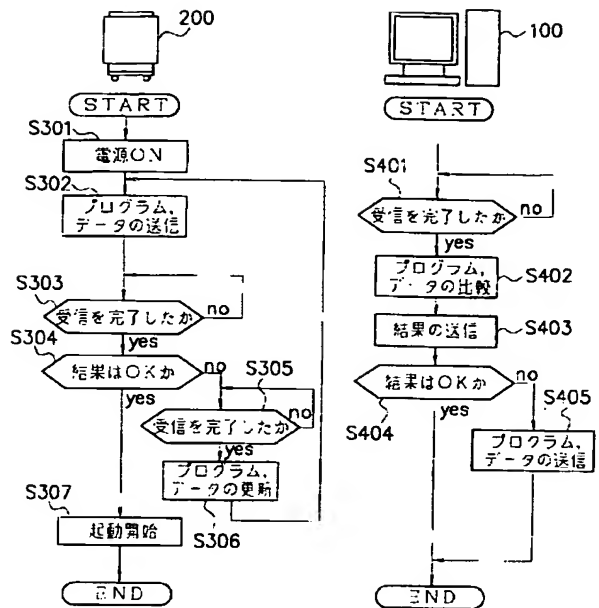 200
START
S301
電源ON
S302
プログラム,
データの送信
S303
受信を完了したか
no
yes
S304
結果はOKか
no
yes
S305
受信を完了したか
no
yes
プログラム,
データの更新
S306
S307
起動開始
END
100
START
S401
受信を完了したか
no
yes
プログラム,
データの比較
S402
結果の送信
S403
結果はOKか
no
yes
S404
S405
プログラム,
データの送信
END